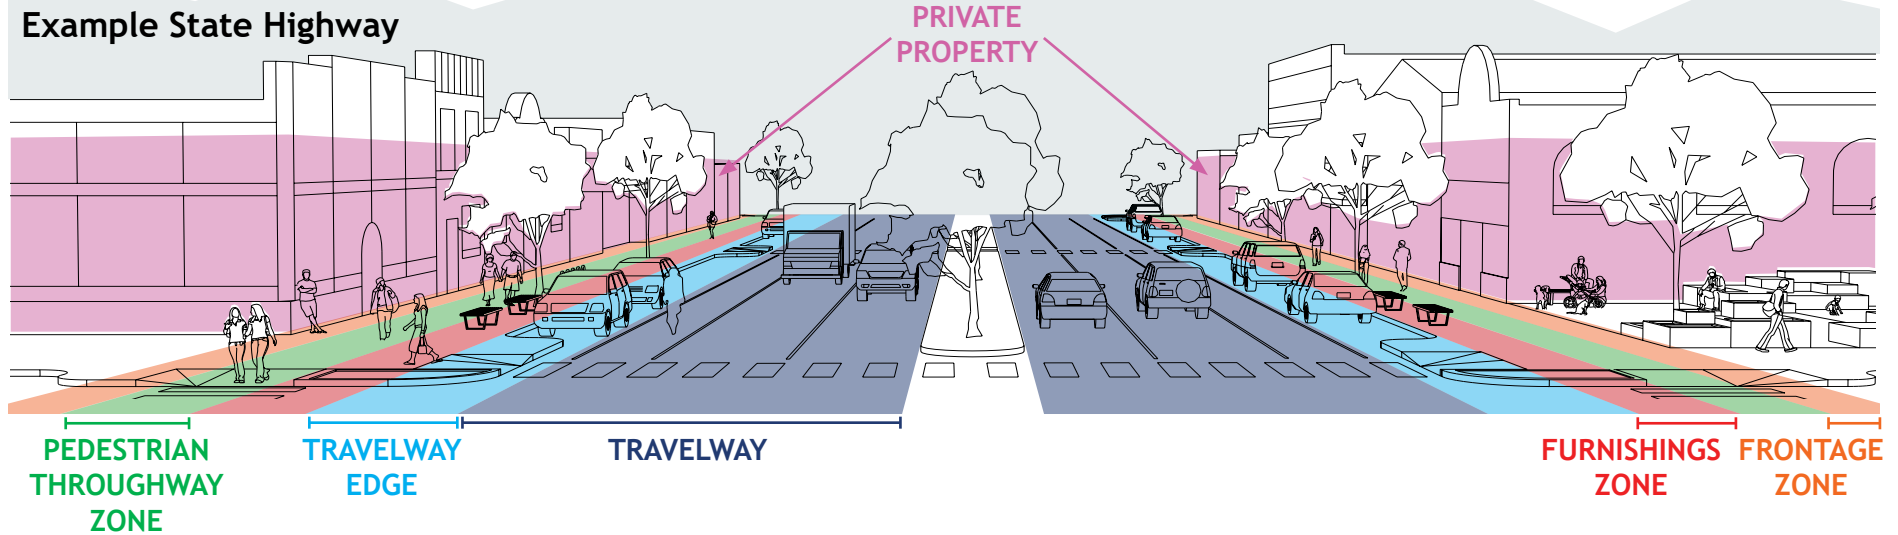 Example State Highway
PRIVATE
PROPERTY
PEDESTRIAN
THROUGHWAY
ZONE
TRAVELWAY
EDGE
TRAVELWAY
FURNISHINGS
ZONE
FRONTAGE
ZONE